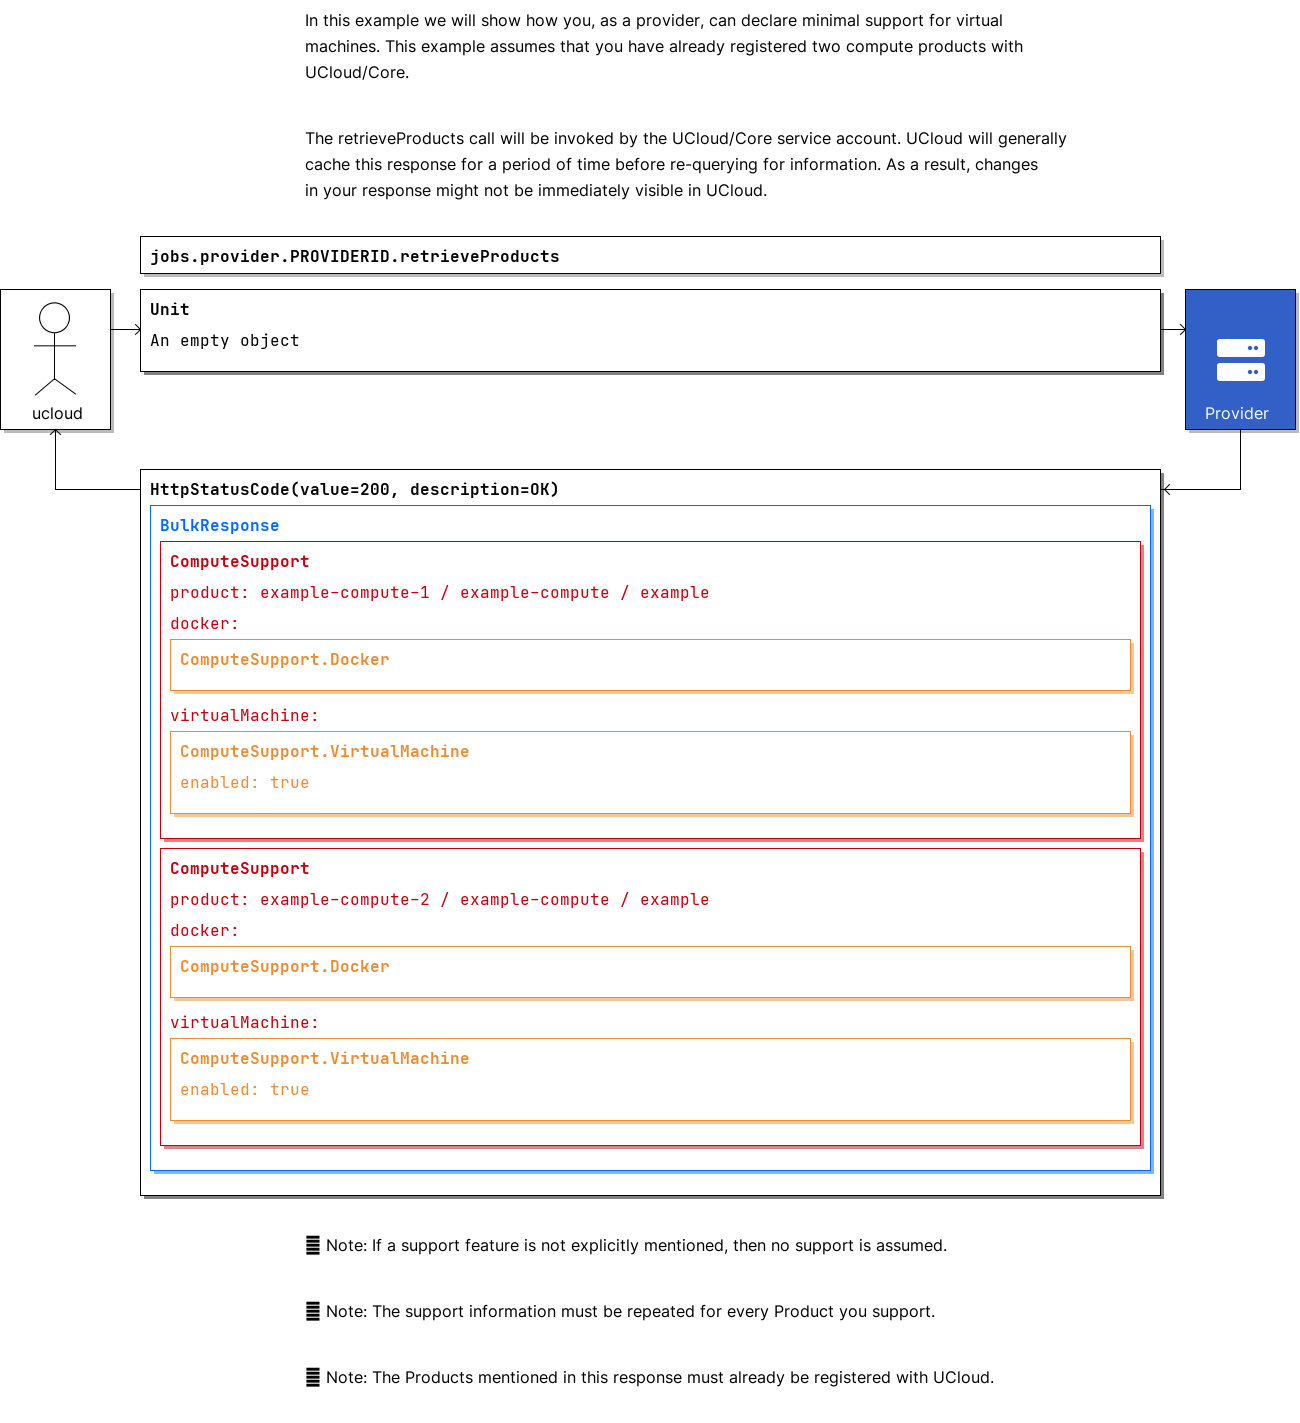 In this example we will show how you, as a provider, can declare minimal support for virtual
machines. This example assumes that you have already registered two compute products with
UCloud/Core.
The retrieveProducts call will be invoked by the UCloud/Core service account. UCloud will generally
cache this response for a period of time before re-querying for information. As a result, changes
in your response might not be immediately visible in UCloud.
jobs.provider.PROVIDERID.retrieveProducts
Unit
An empty object
ucloud
Provider
HttpStatusCode(value=200, description=OK)
BulkResponse
ComputeSupport
product: example-compute-1 / example-compute / example
docker:
ComputeSupport.Docker
virtualMachine:
ComputeSupport.VirtualMachine
enabled: true
ComputeSupport
product: example-compute-2 / example-compute / example
docker:
ComputeSupport.Docker
virtualMachine:
ComputeSupport.VirtualMachine
enabled: true
Note: If a support feature is not explicitly mentioned, then no support is assumed.
Note: The support information must be repeated for every Product you support.
Note: The Products mentioned in this response must already be registered with UCloud.